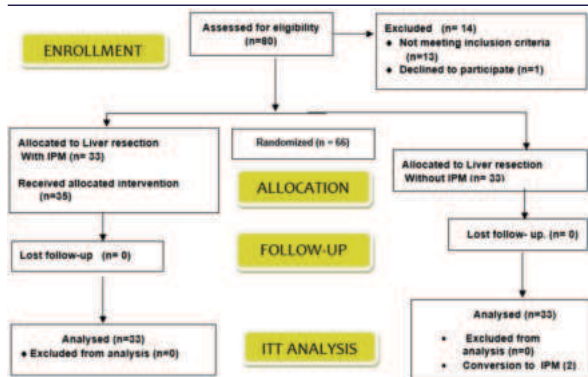 Assessed for eligibility
(n=80)
Excluded (n= 14)
◆ Not meeting inclusion criteria
(n=13)
◆ Declined to participate (n=1)
ENROLLMENT
Randomized (n = 66)
Allocated to Liver resection
With IPM (n= 33)
Received allocated intervention
(n=35)
ALLOCATION
Allocated to Liver resection
Without IPM (n= 33)
Lost follow-up (n= 0)
FOLLOW-UP
Lost follow- up. (n= 0)
Analysed (n=33)
◆ Excluded from analysis (n=0)
ITT ANALYSIS
Analysed (n=33)
• Excluded from
analysis (n=0)
• Conversion to IPM (2)